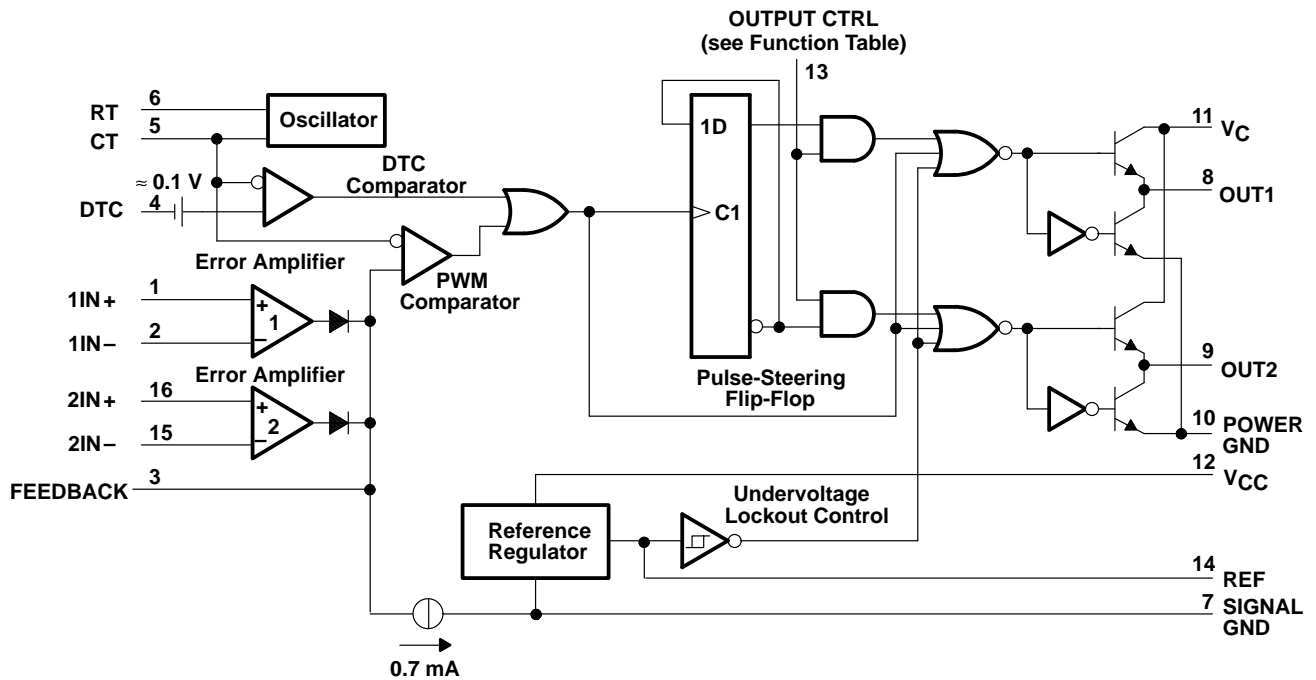 OUTPUT CTRL
(see Function Table)
13
RT
6
CT
5
Oscillator
≈ 0.1 V
DTC
4
DTC
Comparator
1D
C1
11
VC
8
OUT1
Error Amplifier
PWM
Comparator
1IN+
1
+
1
−
1IN−
2
Error Amplifier
2IN+
16
+
2
−
2IN−
15
Pulse-Steering
Flip-Flop
9
OUT2
10
POWER
GND
FEEDBACK
3
12
VCC
Undervoltage
Lockout Control
Reference
Regulator
14
REF
7
SIGNAL
GND
0.7 mA